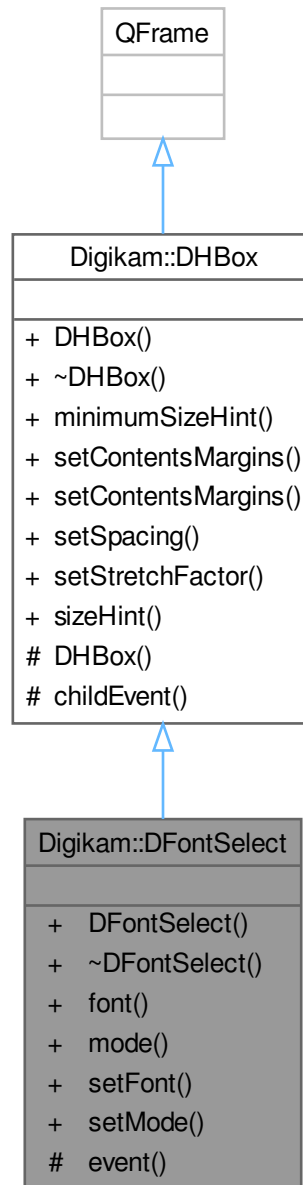 QFrame
Digikam::DHBox
+ DHBox()
+ ~DHBox()
+ minimumSizeHint()
+ setContentsMargins()
+ setContentsMargins()
+ setSpacing()
+ setStretchFactor()
+ sizeHint()
# DHBox()
# childEvent()
Digikam::DFontSelect
+ DFontSelect()
+ ~DFontSelect()
+ font()
+ mode()
+ setFont()
+ setMode()
# event()